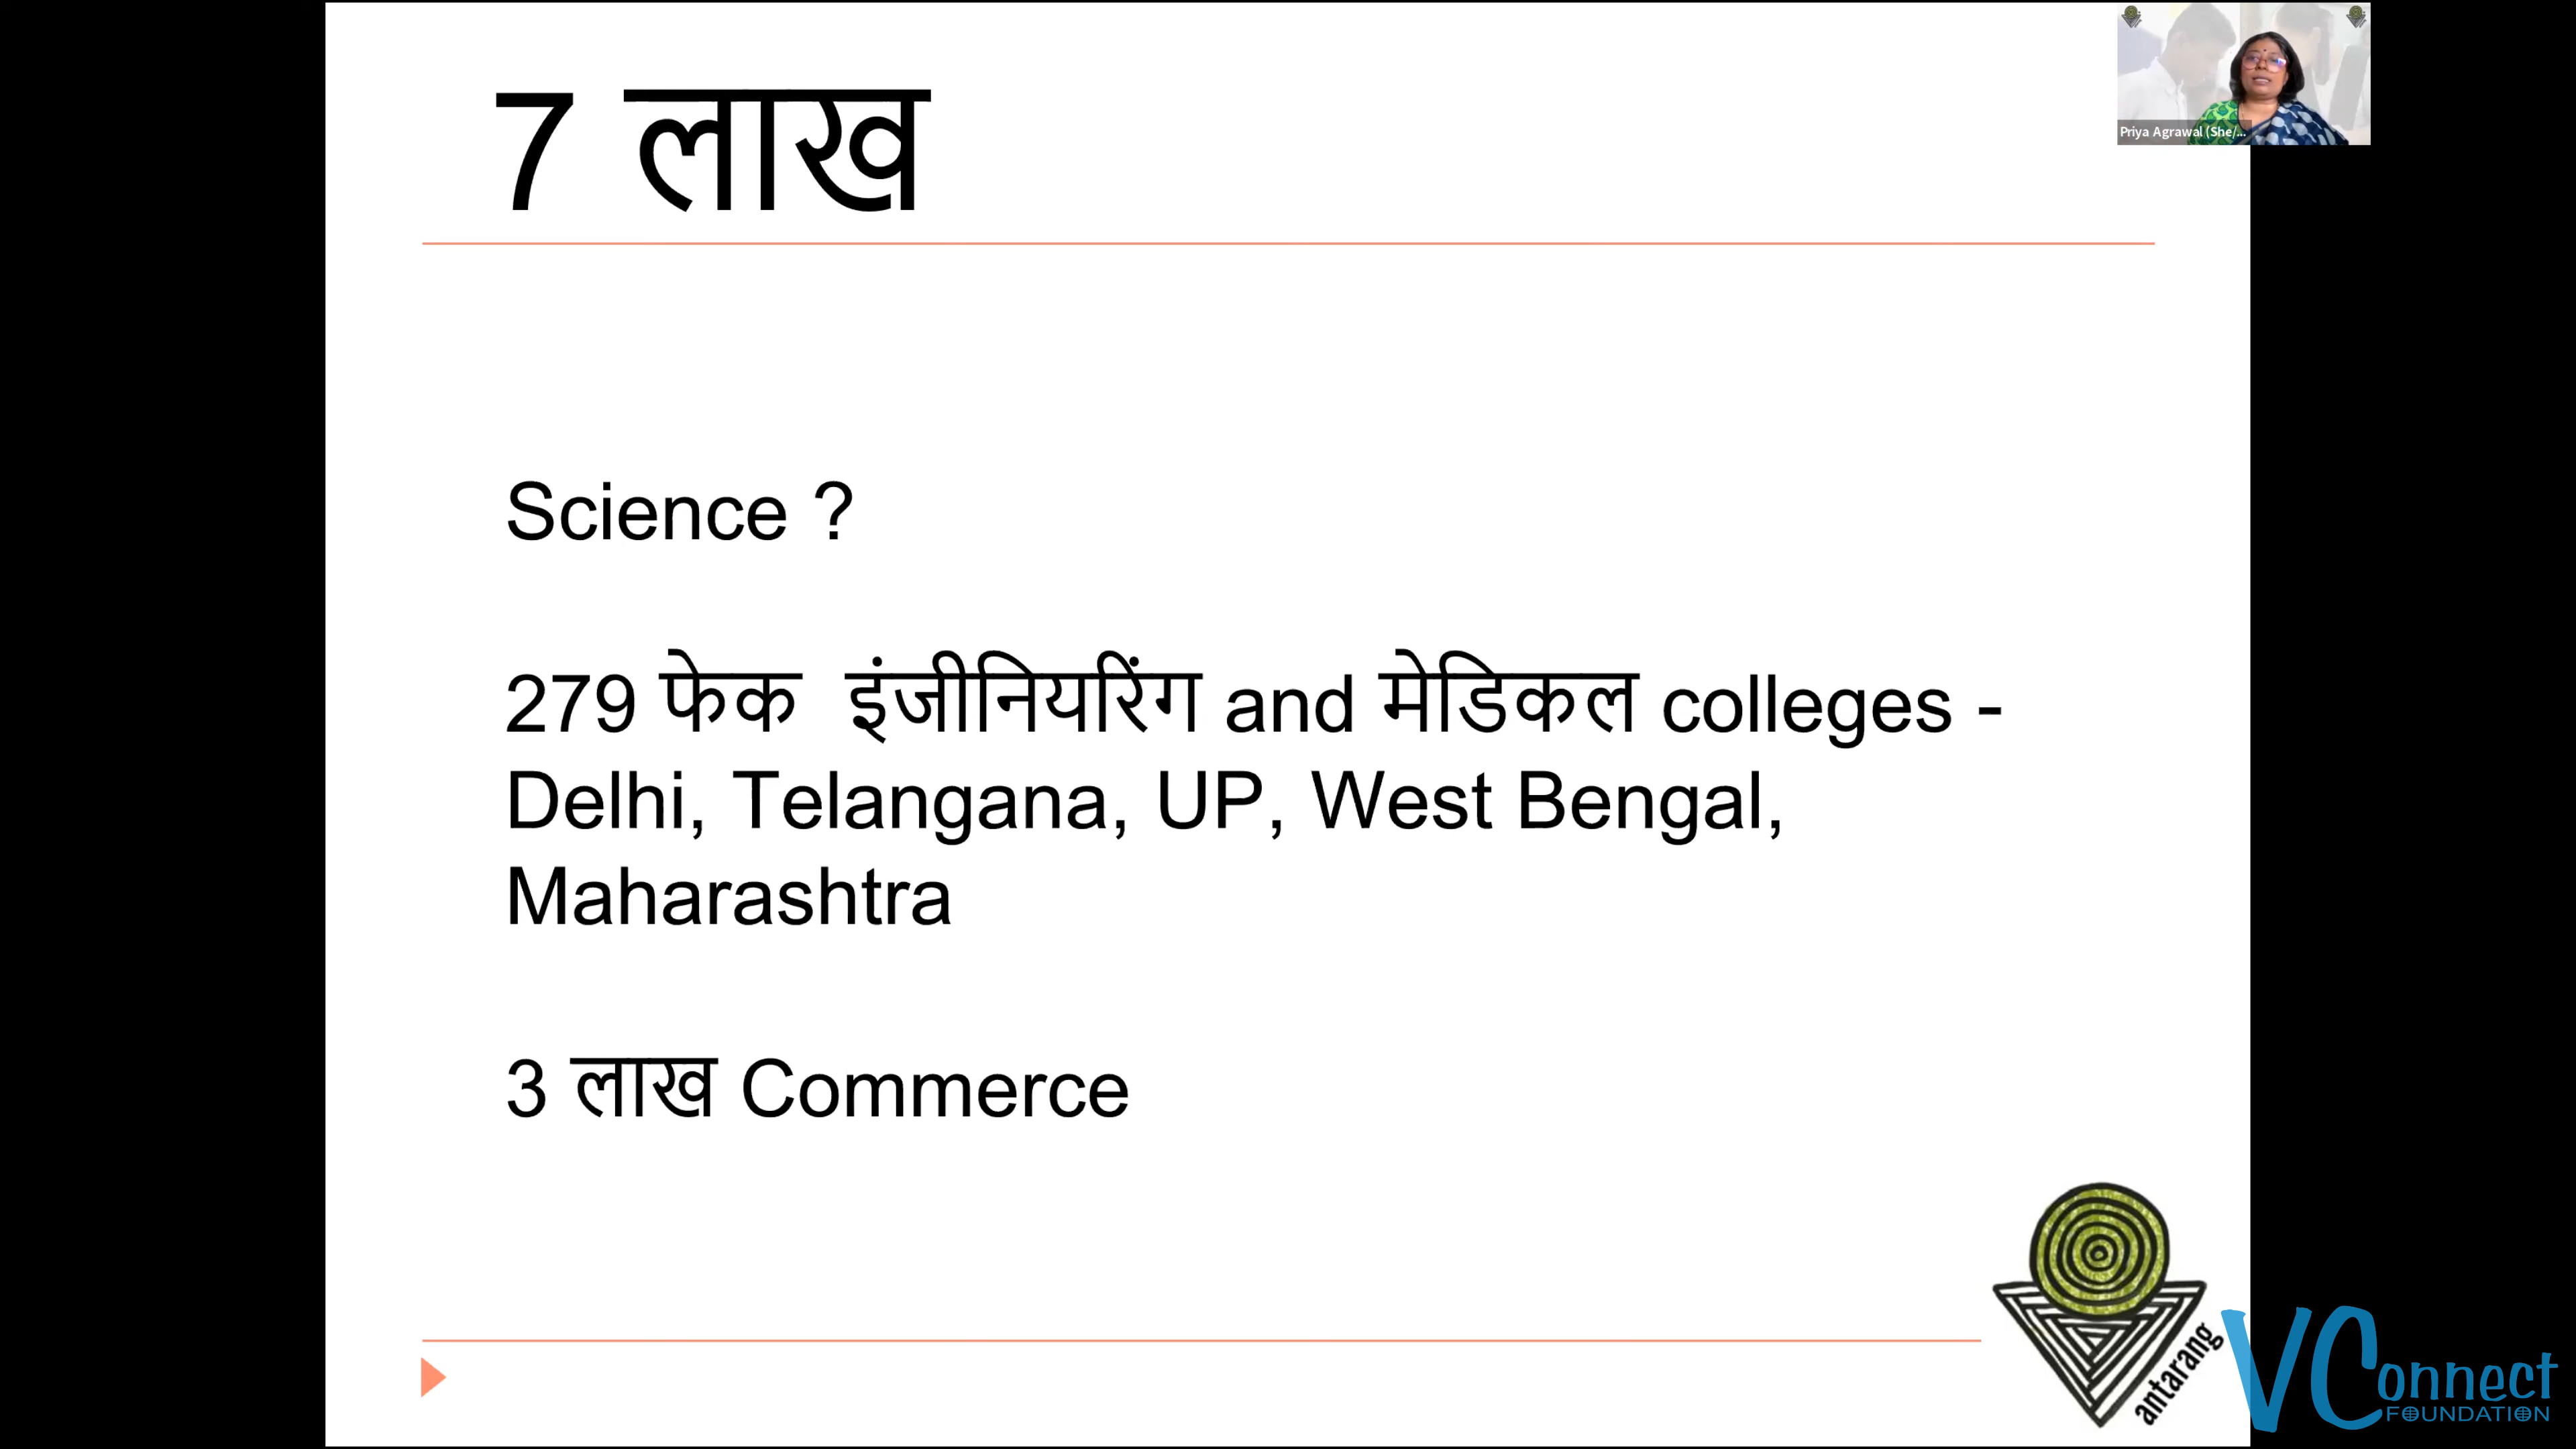 7 लाख
Priya Agrawal (She/...
Science ?
279 फेक इंजीनियरिंग and मेडिकल colleges -
Delhi, Telangana, UP, West Bengal,
Maharashtra
3 लाख Commerce
antarang
VConnect
FOUNDATION